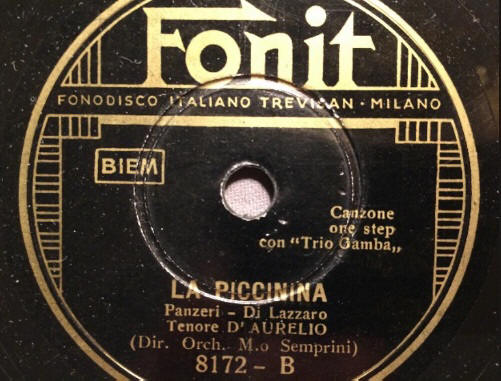 Fonit
FONODISCO ITALIANO TREVISAN · MILANO
BIEM
Canzone
one step
con "Trio Gamba„
LA PICCININA
Panzeri - Di Lazzaro
Tenore D'AURELIO
(Dir. Orch. M.o Semprini)
8172 - B